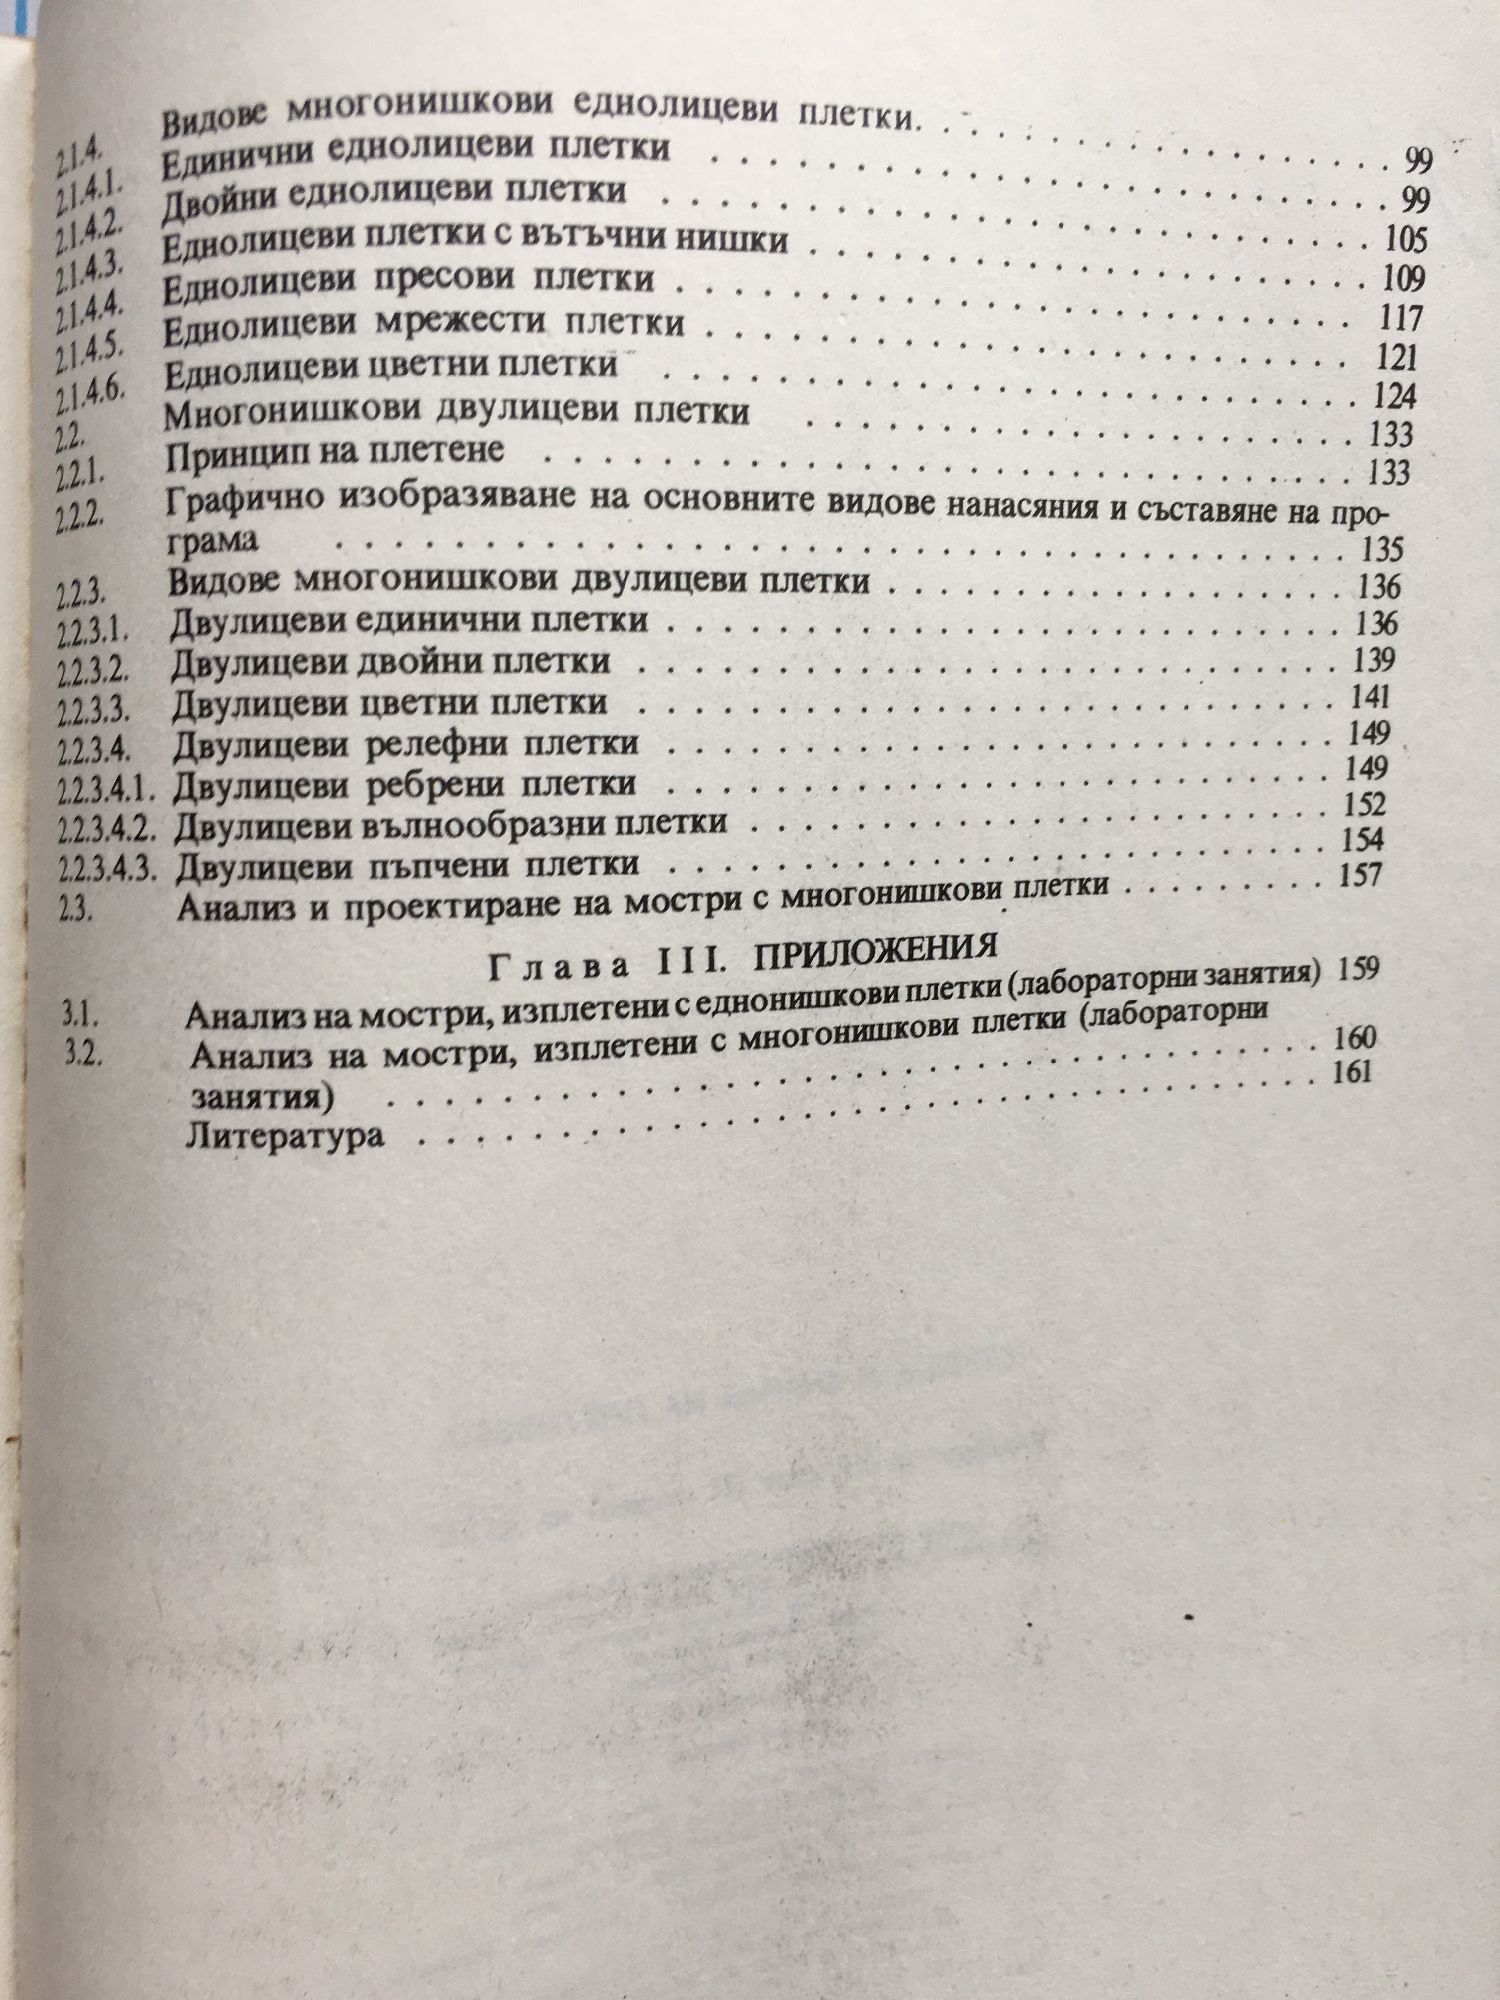 2.1.4. Видове многонишкови еднолицеви плетки. . . . . . . . . . . . . . . . 99
2.1.4.1. Единични еднолицеви плетки . . . . . . . . . . . . . . . . . . . . . . . . 99
2.1.4.2. Двойни еднолицеви плетки . . . . . . . . . . . . . . . . . . . . . . . . . 105
2.1.4.3. Еднолицеви плетки с вътъчни нишки . . . . . . . . . . . . . . . . . . . . 109
2.1.4.4. Еднолицеви пресови плетки . . . . . . . . . . . . . . . . . . . . . . . . 117
2.1.4.5. Еднолицеви мрежести плетки . . . . . . . . . . . . . . . . . . . . . . . 121
2.1.4.6. Еднолицеви цветни плетки . . . . . . . . . . . . . . . . . . . . . . . . 124
2.2. Многонишкови двулицеви плетки . . . . . . . . . . . . . . . . . . . 133
2.2.1. Принцип на плетене . . . . . . . . . . . . . . . . . . . . . . . . . . . . 133
2.2.2. Графично изобразяване на основните видове нанасяния и съставяне на про-
грама . . . . . . . . . . . . . . . . . . . . . . . . . . . . . . . . . . . 135
2.2.3. Видове многонишкови двулицеви плетки . . . . . . . . . . . . . . . . 136
2.2.3.1. Двулицеви единични плетки . . . . . . . . . . . . . . . . . . . . . . . . 136
2.2.3.2. Двулицеви двойни плетки . . . . . . . . . . . . . . . . . . . . . . . . . 139
2.2.3.3. Двулицеви цветни плетки . . . . . . . . . . . . . . . . . . . . . . . . . 141
2.2.3.4. Двулицеви релефни плетки . . . . . . . . . . . . . . . . . . . . . . . . 149
2.2.3.4.1. Двулицеви ребрени плетки . . . . . . . . . . . . . . . . . . . . . . . . 149
2.2.3.4.2. Двулицеви вълнообразни плетки . . . . . . . . . . . . . . . . . . . . . 152
2.2.3.4.3. Двулицеви пъпчени плетки . . . . . . . . . . . . . . . . . . . . . . . . 154
2.3. Анализ и проектиране на мостри с многонишкови плетки . . . . . . . . 157
Глава III. ПРИЛОЖЕНИЯ
3.1. Анализ на мостри, изплетени с еднонишкови плетки (лабораторни занятия) 159
3.2. Анализ на мостри, изплетени с многонишкови плетки (лабораторни
занятия) . . . . . . . . . . . . . . . . . . . . . . . . . . . . . . . . . 160
Литература . . . . . . . . . . . . . . . . . . . . . . . . . . . . . . . . 161